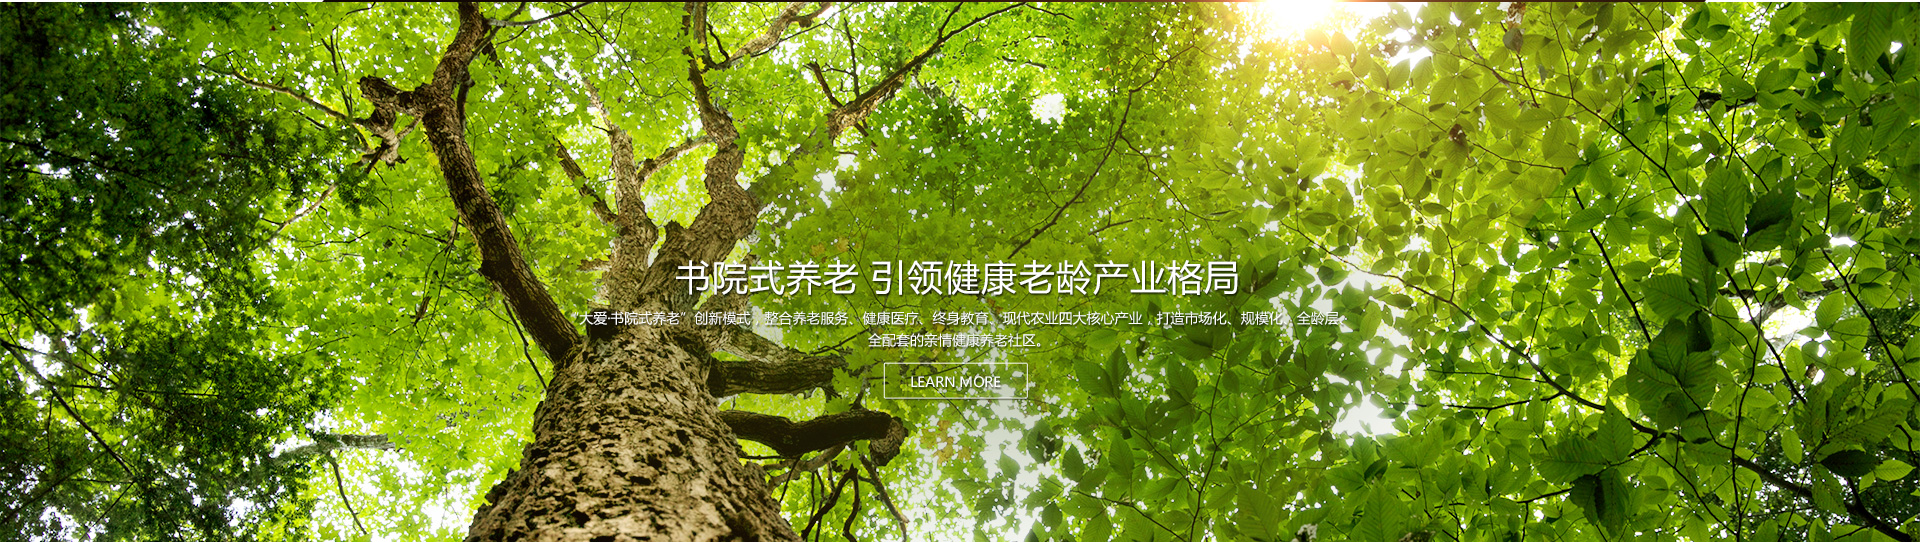 书院式养老 引领健康老龄产业格局
“大爱·书院式养老”创新模式，整合养老服务、健康医疗、终身教育、现代农业四大核心产业，打造市场化、规模化、全龄层、
全配套的亲情健康养老社区。
LEARN MORE